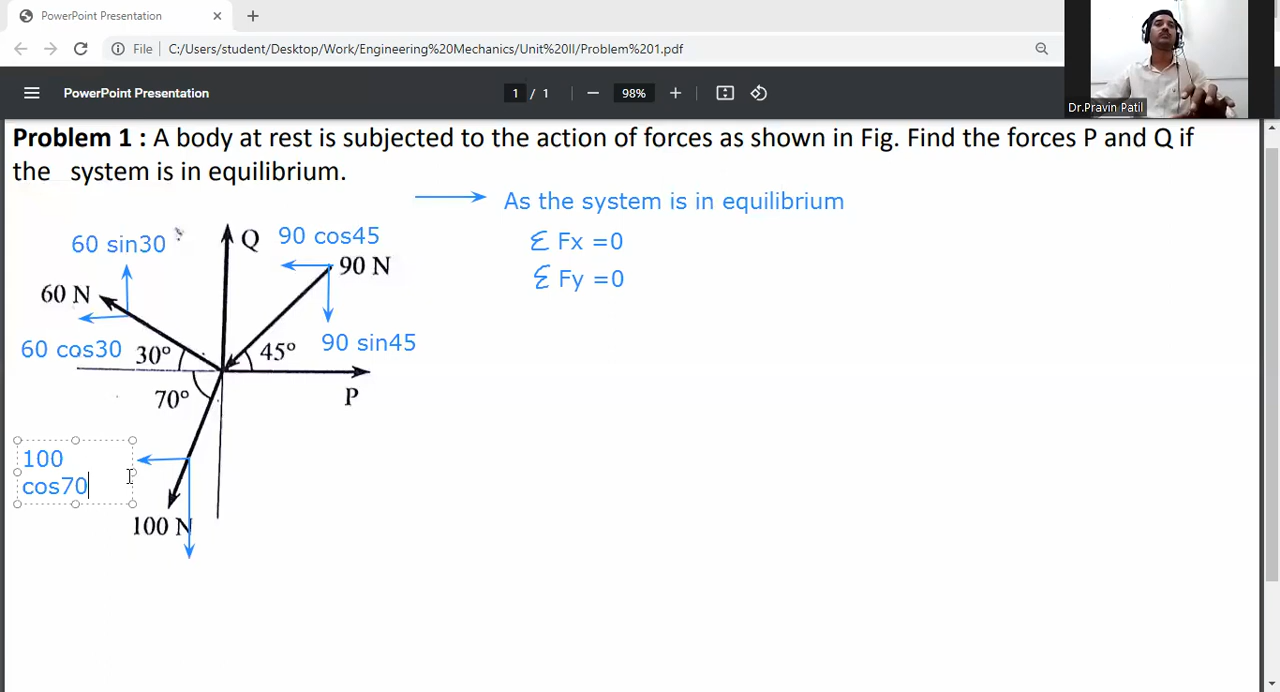 PowerPoint Presentation
File
C:/Users/student/Desktop/Work/Engineering%20Mechanics/Unit%20II/Problem%201.pdf
PowerPoint Presentation
1 / 1
98%
Dr.Pravin Patil
Problem 1 : A body at rest is subjected to the action of forces as shown in Fig. Find the forces P and Q if
the system is in equilibrium.
As the system is in equilibrium
Σ Fx =0
Σ Fy =0
60 sin30
Q
90 cos45
90 N
60 N
60 cos30
30º
45º
90 sin45
70º
P
100
cos70
100 N